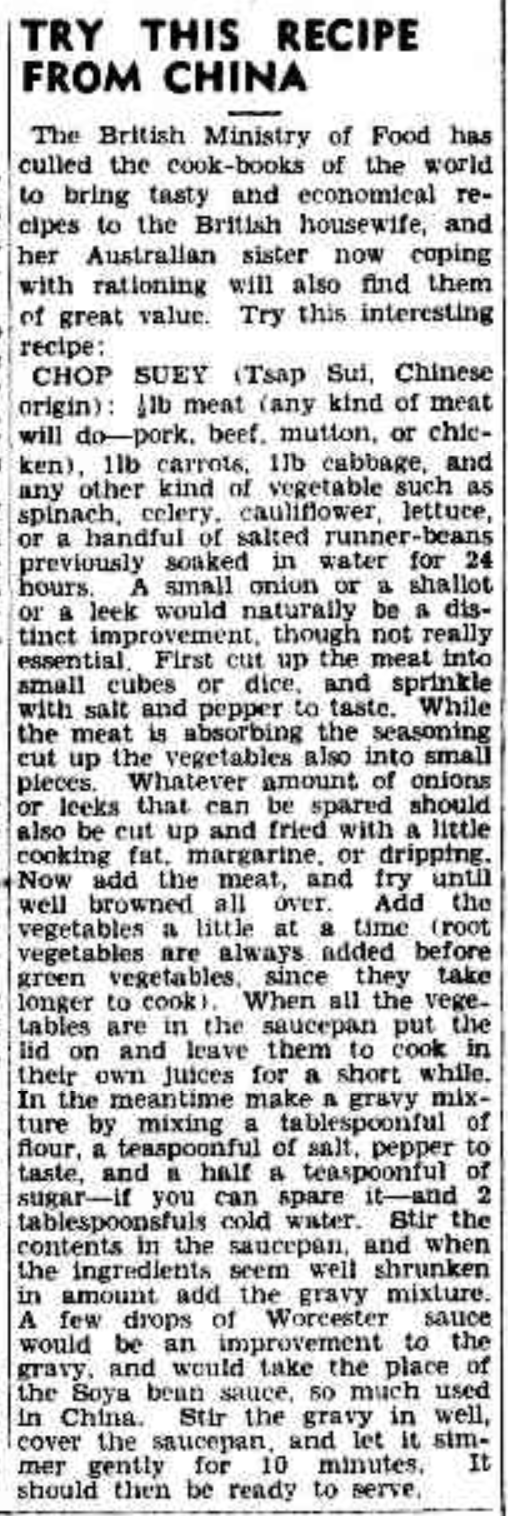 TRY THIS RECIPE
FROM CHINA
The British Ministry of Food has
culled the cook-books of the world
to bring tasty and economical re-
cipes to the British housewife, and
her Australian sister now coping
with rationing will also find them
of great value. Try this interesting
recipe:
CHOP SUEY (Tsap Sui, Chinese
origin): ½lb meat (any kind of meat
will do—pork, beef, mutton, or chic-
ken), 1lb carrots, 1lb cabbage, and
any other kind of vegetable such as
spinach, celery, cauliflower, lettuce,
or a handful of salted runner-beans
previously soaked in water for 24
hours. A small onion or a shallot
or a leek would naturally be a dis-
tinct improvement, though not really
essential. First cut up the meat into
small cubes or dice, and sprinkle
with salt and pepper to taste. While
the meat is absorbing the seasoning
cut up the vegetables also into small
pieces. Whatever amount of onions
or leeks that can be spared should
also be cut up and fried with a little
cooking fat, margarine, or dripping.
Now add the meat, and fry until
well browned all over. Add the
vegetables a little at a time (root
vegetables are always added before
green vegetables, since they take
longer to cook). When all the vege-
tables are in the saucepan put the
lid on and leave them to cook in
their own juices for a short while.
In the meantime make a gravy mix-
ture by mixing a tablespoonful of
flour, a teaspoonful of salt, pepper to
taste, and a half a teaspoonful of
sugar—if you can spare it—and 2
tablespoonsfuls cold water. Stir the
contents in the saucepan, and when
the ingredients seem well shrunken
in amount add the gravy mixture.
A few drops of Worcester sauce
would be an improvement to the
gravy, and would take the place of
the Soya bean sauce, so much used
in China. Stir the gravy in well,
cover the saucepan, and let it sim-
mer gently for 10 minutes. It
should then be ready to serve.